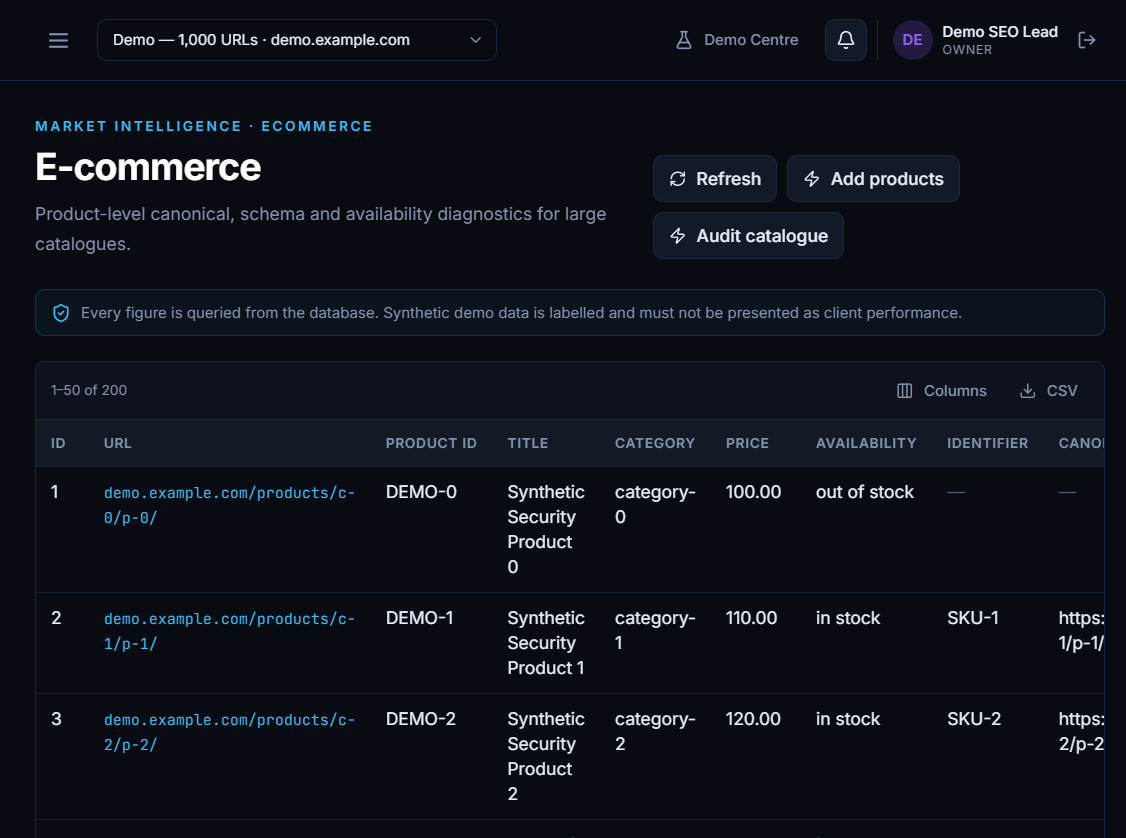 Demo — 1,000 URLs · demo.example.com
Demo Centre
DE
Demo SEO Lead
OWNER
MARKET INTELLIGENCE · ECOMMERCE
E-commerce
Product-level canonical, schema and availability diagnostics for large
catalogues.
Refresh
Add products
Audit catalogue
Every figure is queried from the database. Synthetic demo data is labelled and must not be presented as client performance.
1–50 of 200
Columns
CSV
ID URL PRODUCT ID TITLE CATEGORY PRICE AVAILABILITY IDENTIFIER
1 demo.example.com/products/c- DEMO-0 Synthetic category- 100.00 out of stock — —
0/p-0/ Security 0
Product
0
2 demo.example.com/products/c- DEMO-1 Synthetic category- 110.00 in stock SKU-1 https:
1/p-1/ Security 1 1/p-1/
Product 1
3 demo.example.com/products/c- DEMO-2 Synthetic category- 120.00 in stock SKU-2 https:
2/p-2/ Security 2 2/p-2
Product
2